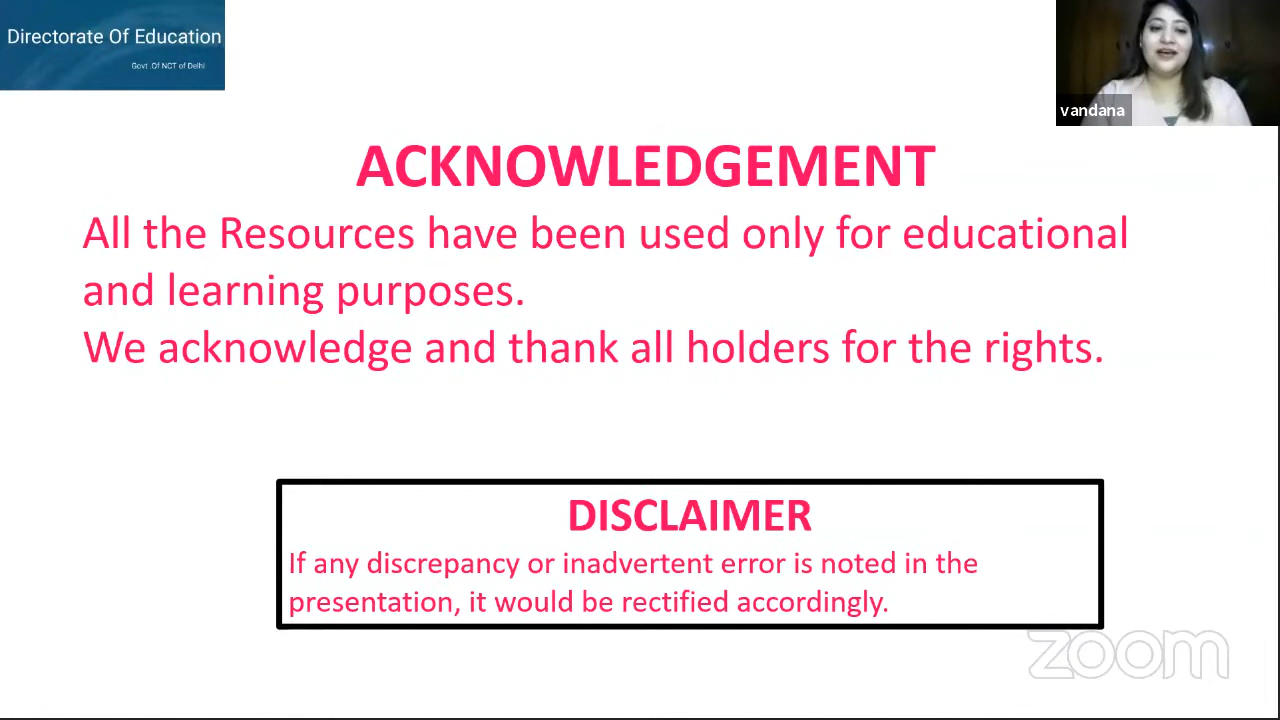 Directorate Of Education
Govt .Of NCT of Delhi
vandana
ACKNOWLEDGEMENT
All the Resources have been used only for educational
and learning purposes.
We acknowledge and thank all holders for the rights.
DISCLAIMER
If any discrepancy or inadvertent error is noted in the
presentation, it would be rectified accordingly.
zoom